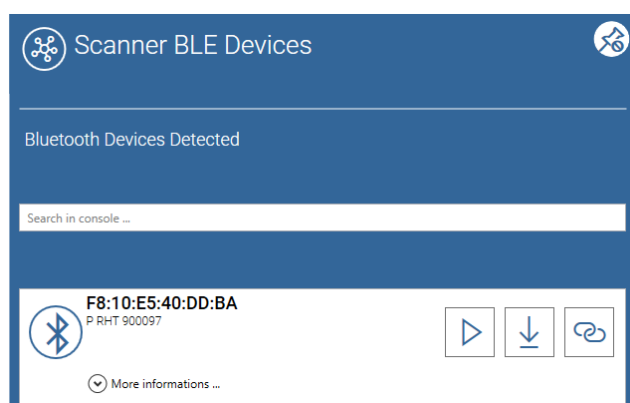 Scanner BLE Devices
Bluetooth Devices Detected
Search in console ...
F8:10:E5:40:DD:BA
P RHT 900097
More informations ...